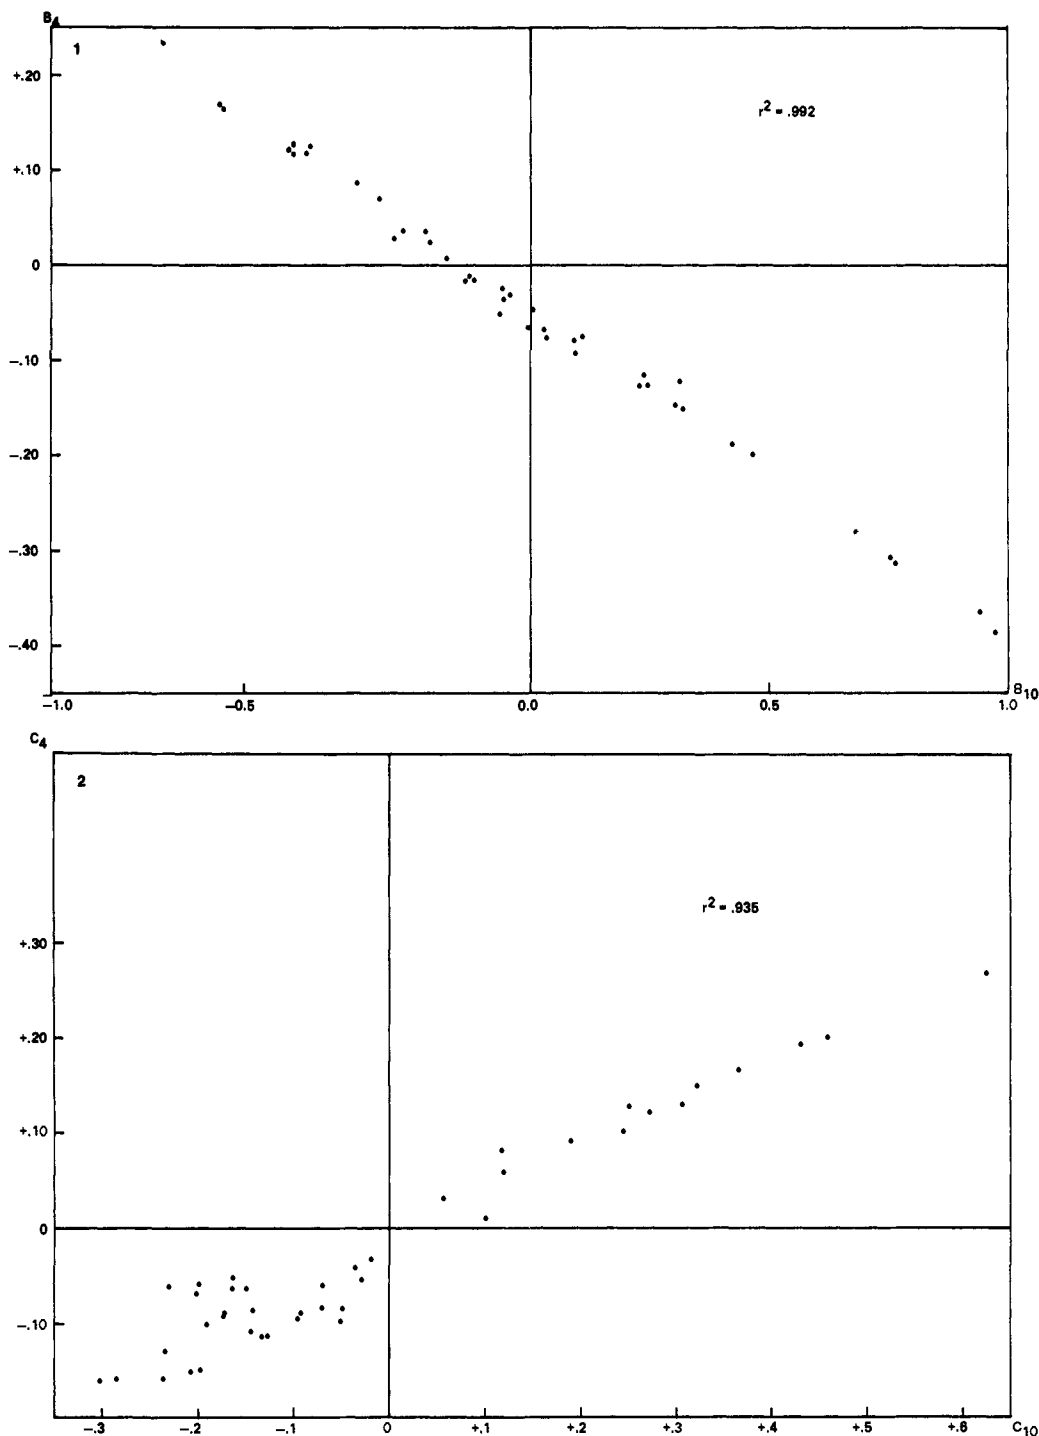 B4
1
+.20
r2 = .992
+.10
0
–.10
–.20
–.30
–.40
–1.0 –0.5 0.0 0.5 1.0 B10
C4
2
r2 = .935
+.30
+.20
+.10
0
–.10
–.3 –.2 –.1 0 +.1 +.2 +.3 +.4 +.5 +.6 C10